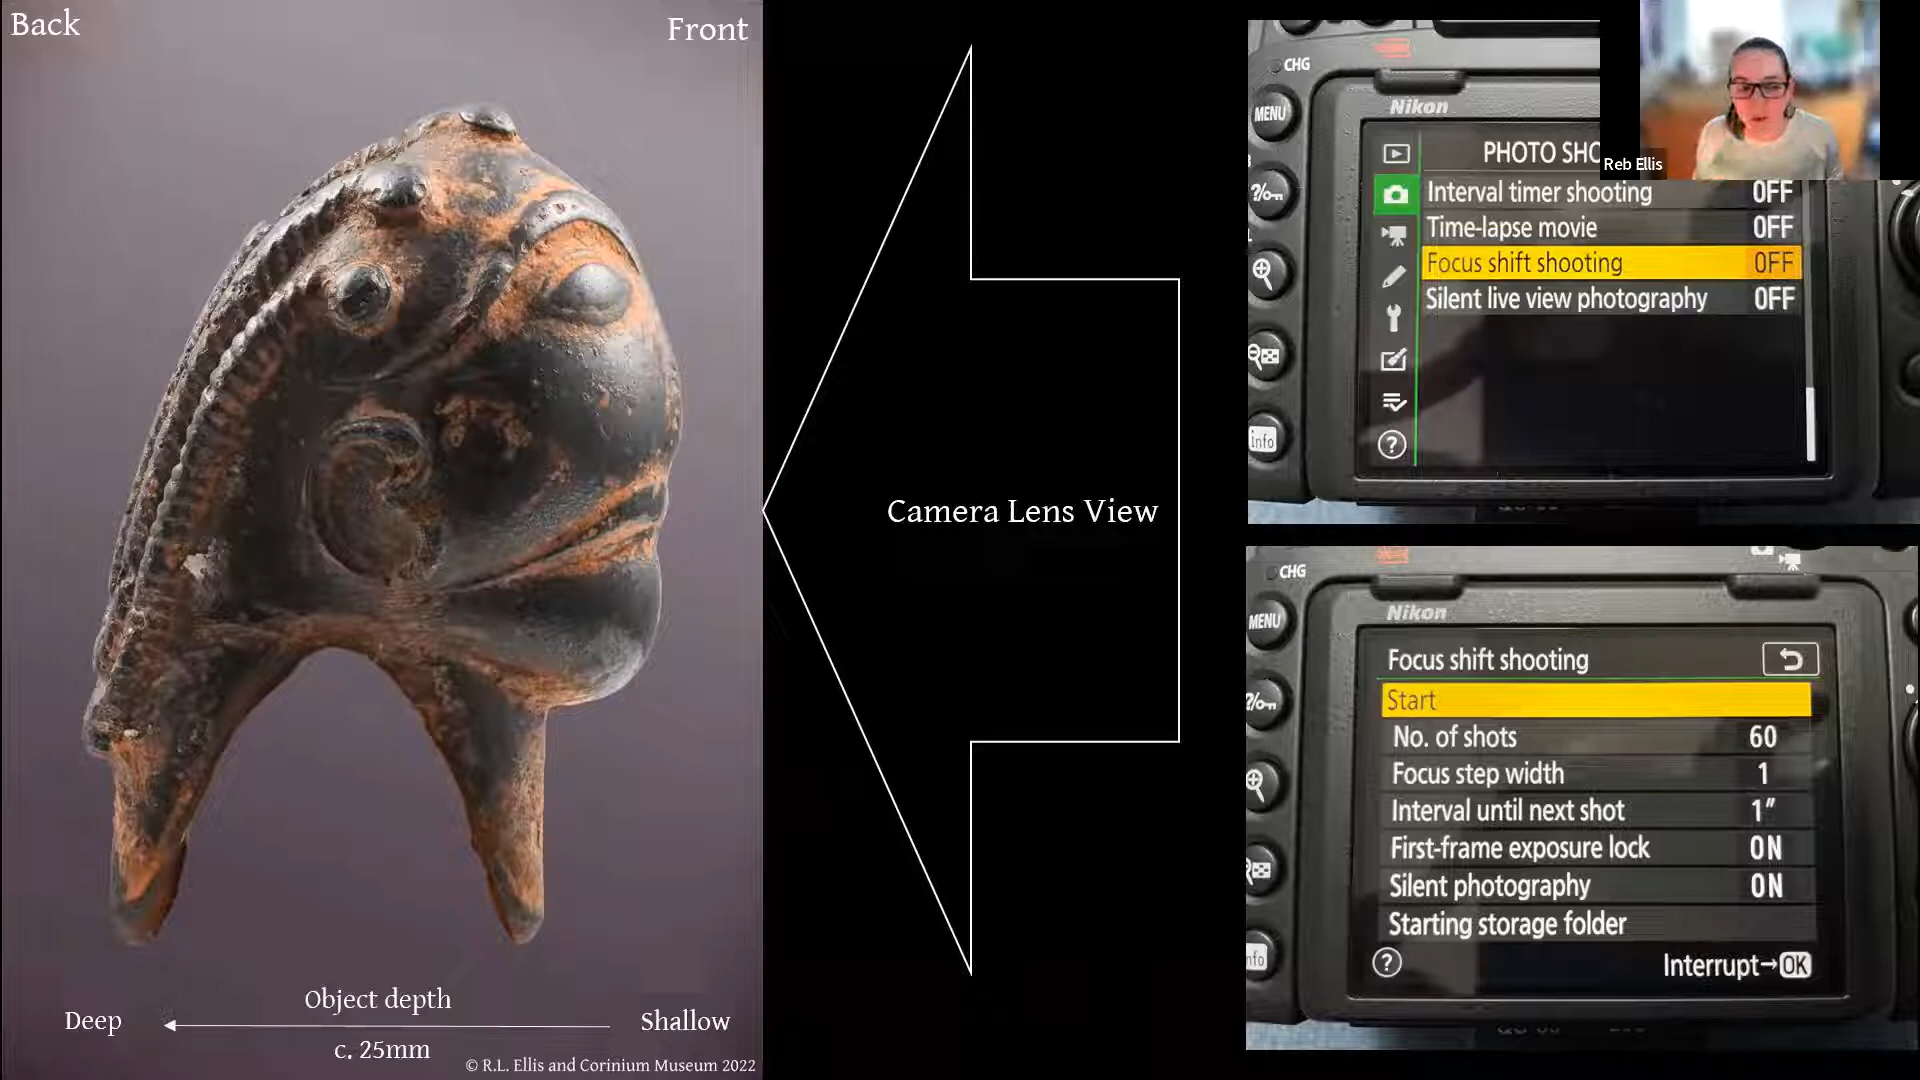 Back
Front
Object depth
Deep
Shallow
c. 25mm
© R.L. Ellis and Corinium Museum 2022
Camera Lens View
CHG
MENU
Nikon
PHOTO SHO
Interval timer shooting OFF
Time-lapse movie OFF
Focus shift shooting OFF
Silent live view photography OFF
?
info
Reb Ellis
CHG
MENU
Nikon
Focus shift shooting
Start
No. of shots 60
Focus step width 1
Interval until next shot 1"
First-frame exposure lock ON
Silent photography ON
Starting storage folder
? Interrupt→OK
nfo